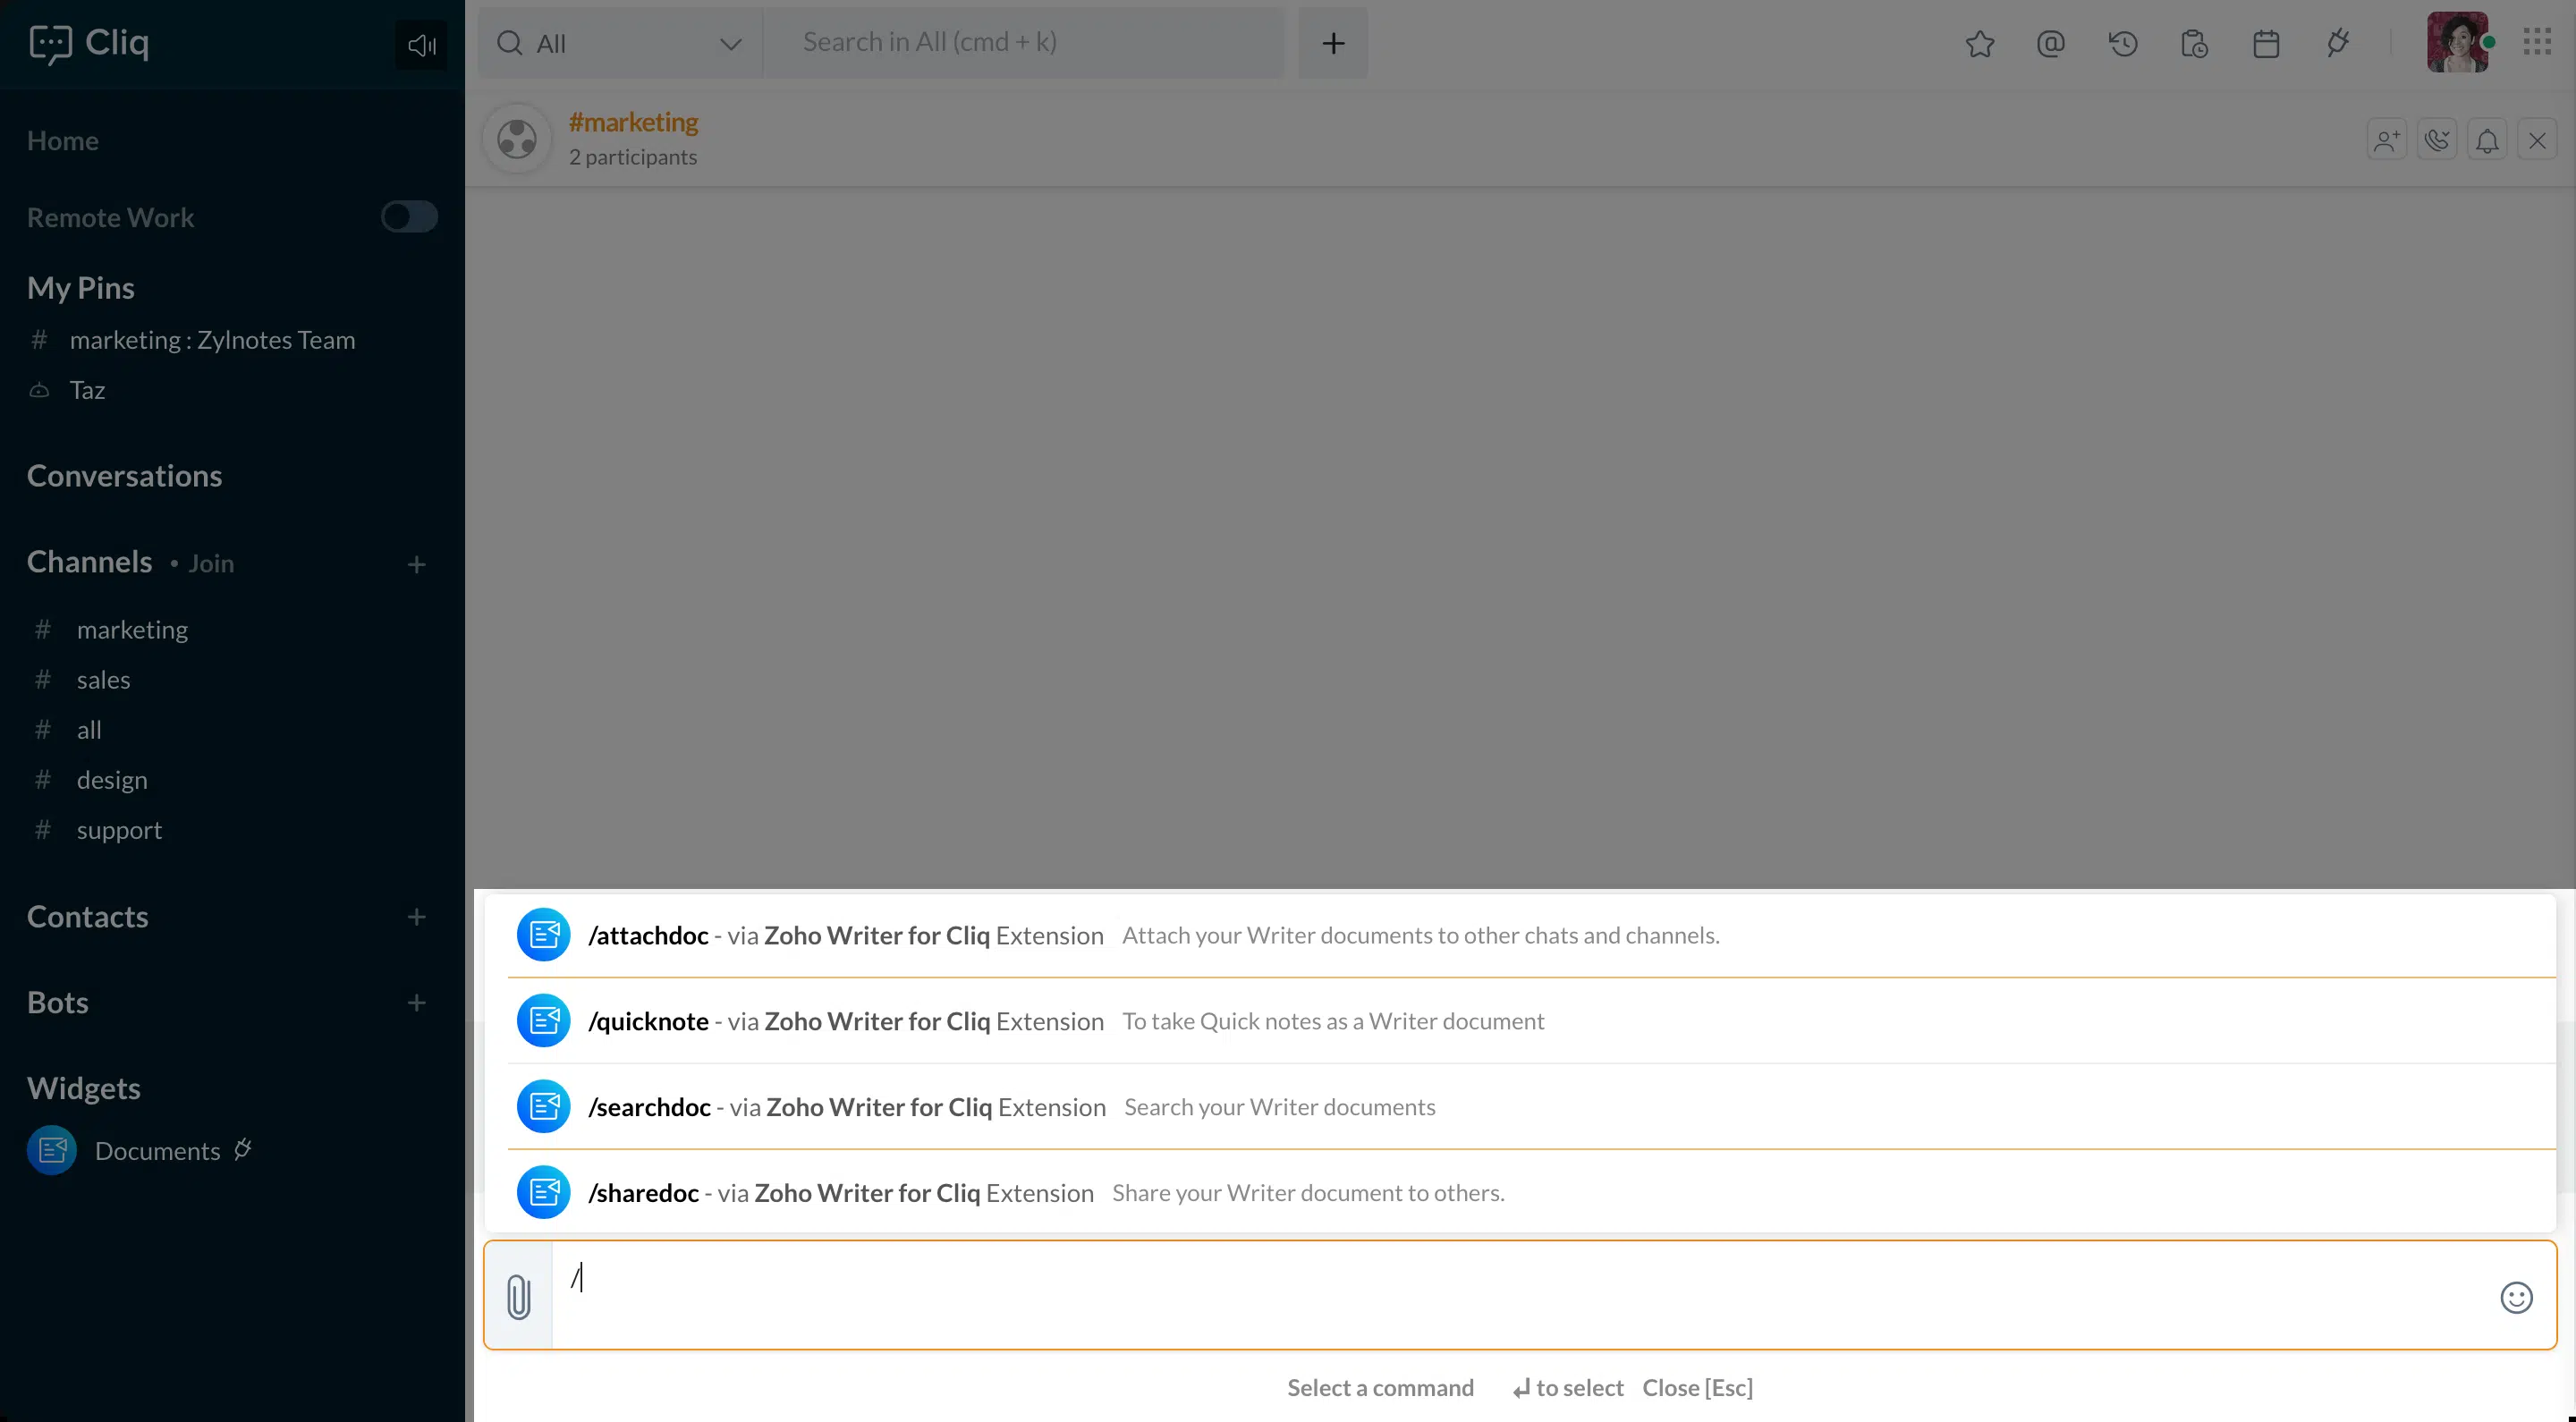 Cliq
All
Search in All (cmd + k)
#marketing
2 participants
Home
Remote Work
My Pins
# marketing : Zylnotes Team
Taz
Conversations
Channels • Join
# marketing
# sales
# all
# design
# support
Contacts
Bots
Widgets
Documents
/attachdoc - via Zoho Writer for Cliq Extension Attach your Writer documents to other chats and channels.
/quicknote - via Zoho Writer for Cliq Extension To take Quick notes as a Writer document
/searchdoc - via Zoho Writer for Cliq Extension Search your Writer documents
/sharedoc - via Zoho Writer for Cliq Extension Share your Writer document to others.
/
Select a command ↵ to select Close [Esc]